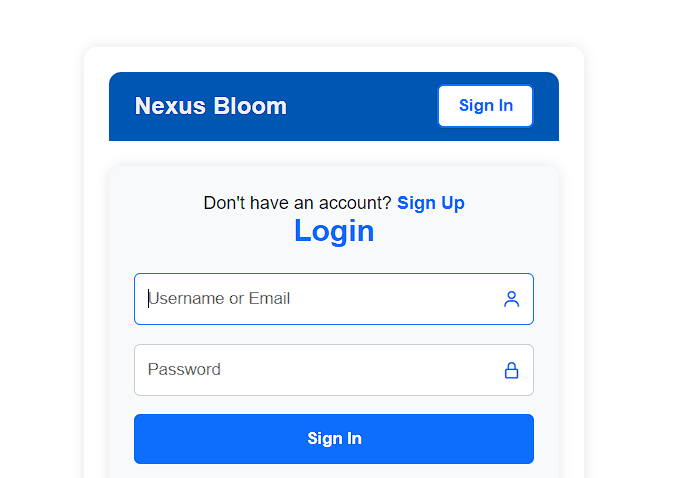 Nexus Bloom
Sign In
Don't have an account? Sign Up
Login
Username or Email
Password
Sign In